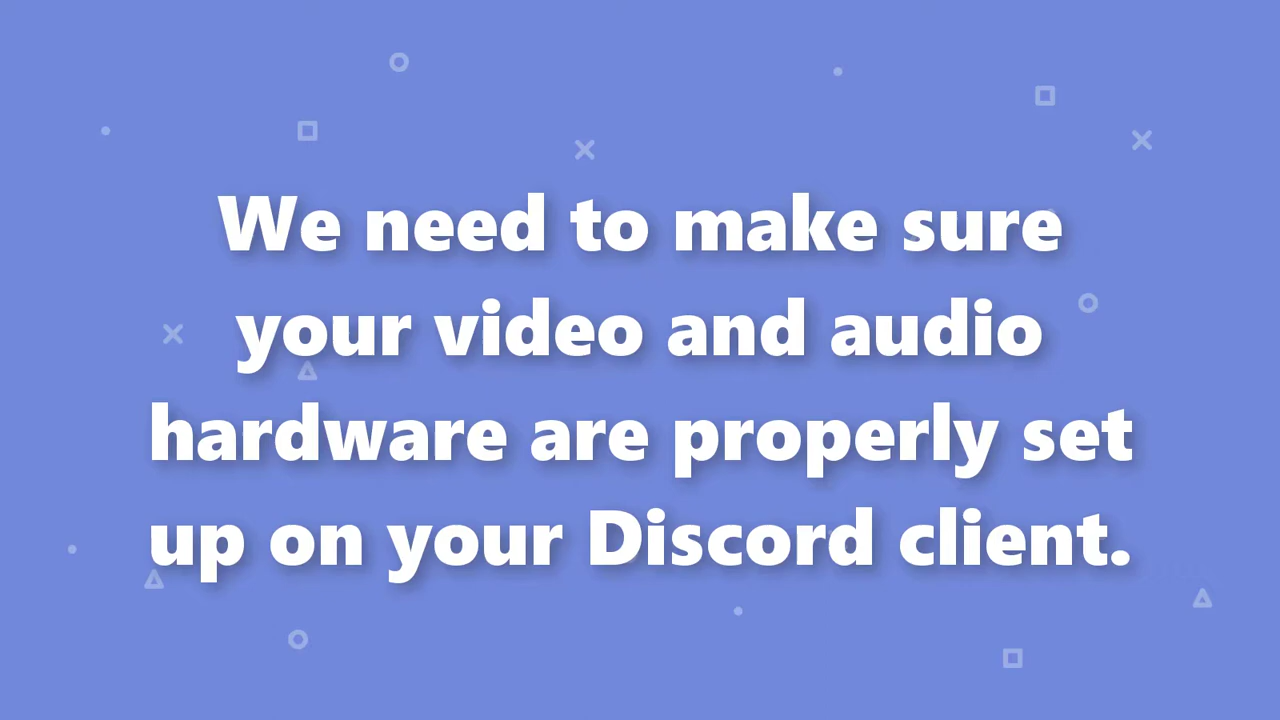 We need to make sure
your video and audio
hardware are properly set
up on your Discord client.